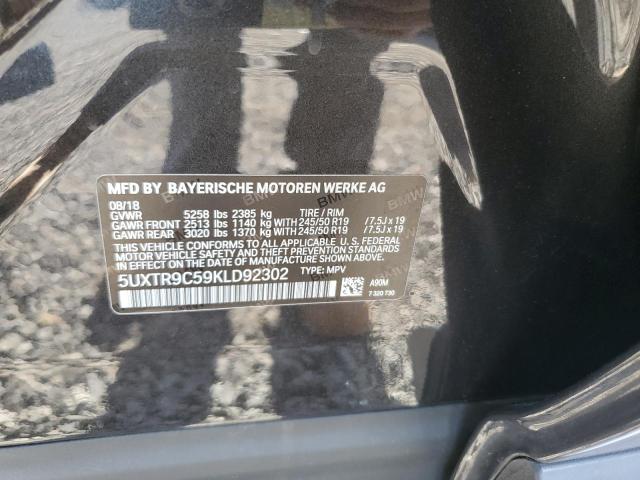 MFD BY BAYERISCHE MOTOREN WERKE AG
08/18
GVWR 5258 lbs 2385 kg TIRE / RIM
GAWR FRONT 2513 lbs 1140 kg WITH 245/50 R19 /7.5J x 19
GAWR REAR 3020 lbs 1370 kg WITH 245/50 R19 /7.5J x 19
THIS VEHICLE CONFORMS TO ALL APPLICABLE U.S. FEDERAL
MOTOR VEHICLE SAFETY AND THEFT PREVENTION STANDARDS
IN EFFECT ON THE DATE OF MANUFACTURE SHOWN ABOVE.
5UXTR9C59KLD92302 TYPE: MPV
A90M
7 320 730